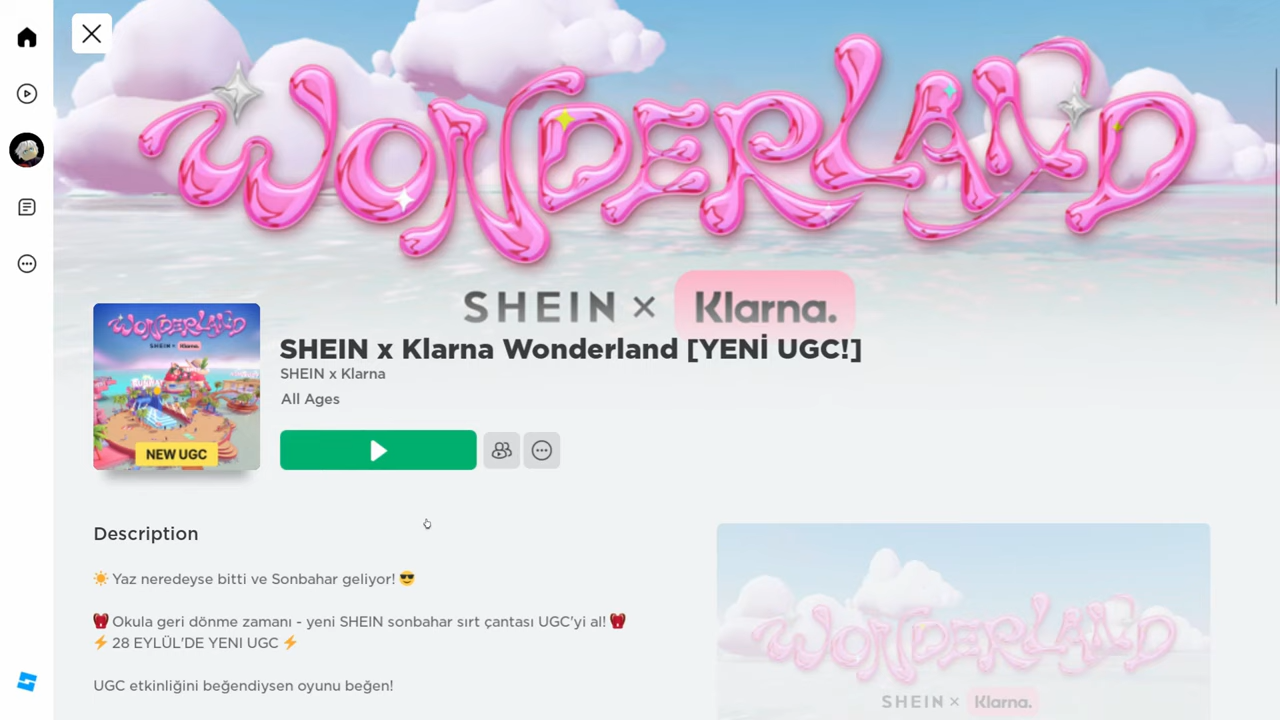 WONDERLAND
SHEIN × Klarna.
WONDERLAND
SHEIN × Klarna.
NEW UGC
SHEIN x Klarna Wonderland [YENİ UGC!]
SHEIN x Klarna
All Ages
Description
☀️ Yaz neredeyse bitti ve Sonbahar geliyor! 😎
🎒 Okula geri dönme zamanı - yeni SHEIN sonbahar sırt çantası UGC'yi al! 🎒
⚡ 28 EYLÜL'DE YENI UGC ⚡
UGC etkinliğini beğendiysen oyunu beğen!
WONDERLAND
SHEIN × Klarna.